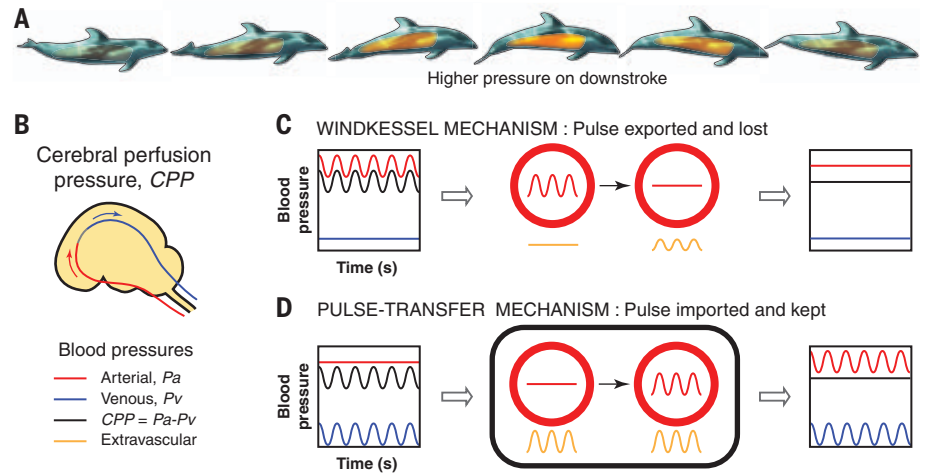 A
Higher pressure on downstroke
B
Cerebral perfusion
pressure, CPP
Blood pressures
Arterial, Pa
Venous, Pv
CPP = Pa-Pv
Extravascular
C WINDKESSEL MECHANISM : Pulse exported and lost
Blood
pressure
Time (s)
D PULSE-TRANSFER MECHANISM : Pulse imported and kept
Blood
pressure
Time (s)